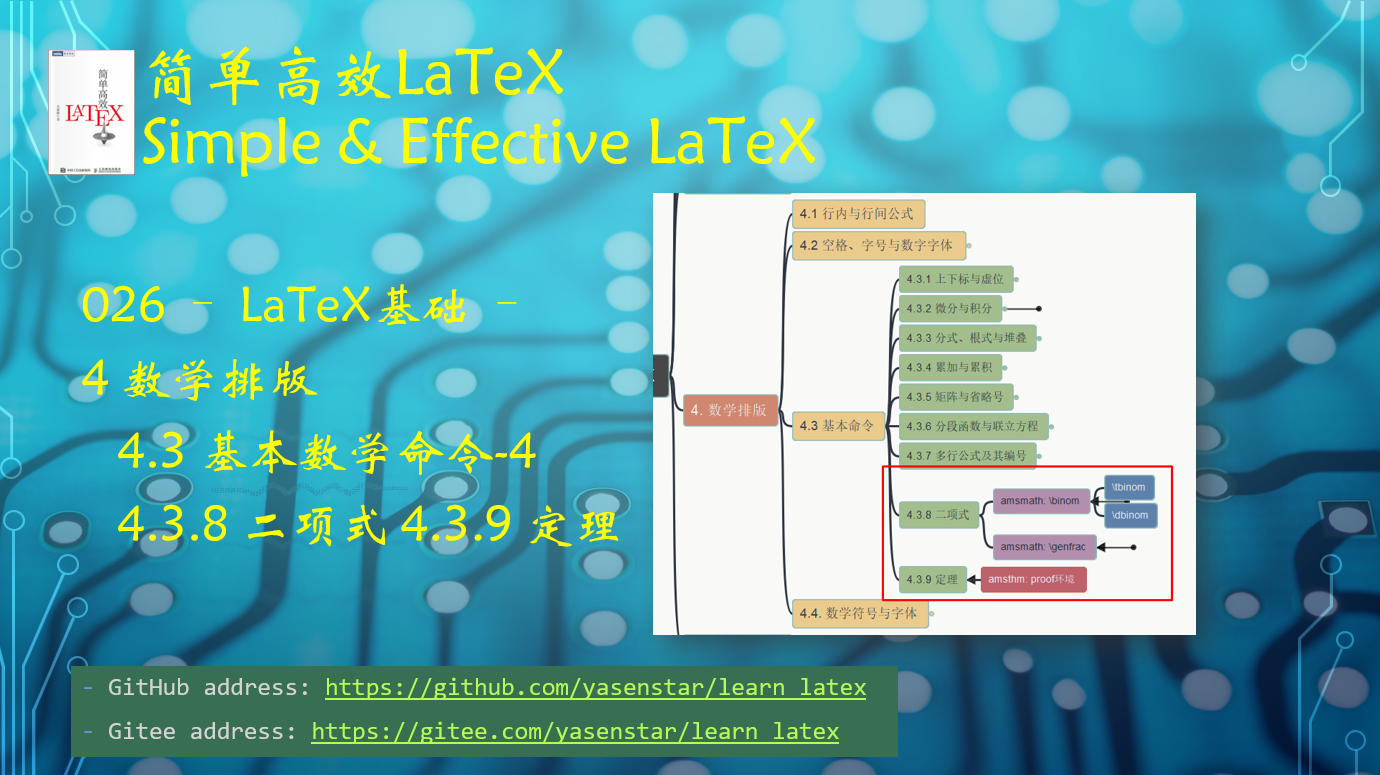 简单高效
LATEX
简单高效LaTeX
Simple & Effective LaTeX
026 - LaTeX基础 -
4 数学排版
4.3 基本数学命令-4
4.3.8 二项式 4.3.9 定理
4.1 行内与行间公式
4.2 空格、字号与数字字体
4.3.1 上下标与虚位
4.3.2 微分与积分
4.3.3 分式、根式与堆叠
4.3.4 累加与累积
4.3.5 矩阵与省略号
4. 数学排版
4.3 基本命令
4.3.6 分段函数与联立方程
4.3.7 多行公式及其编号
4.3.8 二项式
amsmath: \binom
\tbinom
\dbinom
amsmath: \genfrac
4.3.9 定理
amsthm: proof环境
4.4. 数学符号与字体
- GitHub address: https://github.com/yasenstar/learn_latex
- Gitee address: https://gitee.com/yasenstar/learn_latex